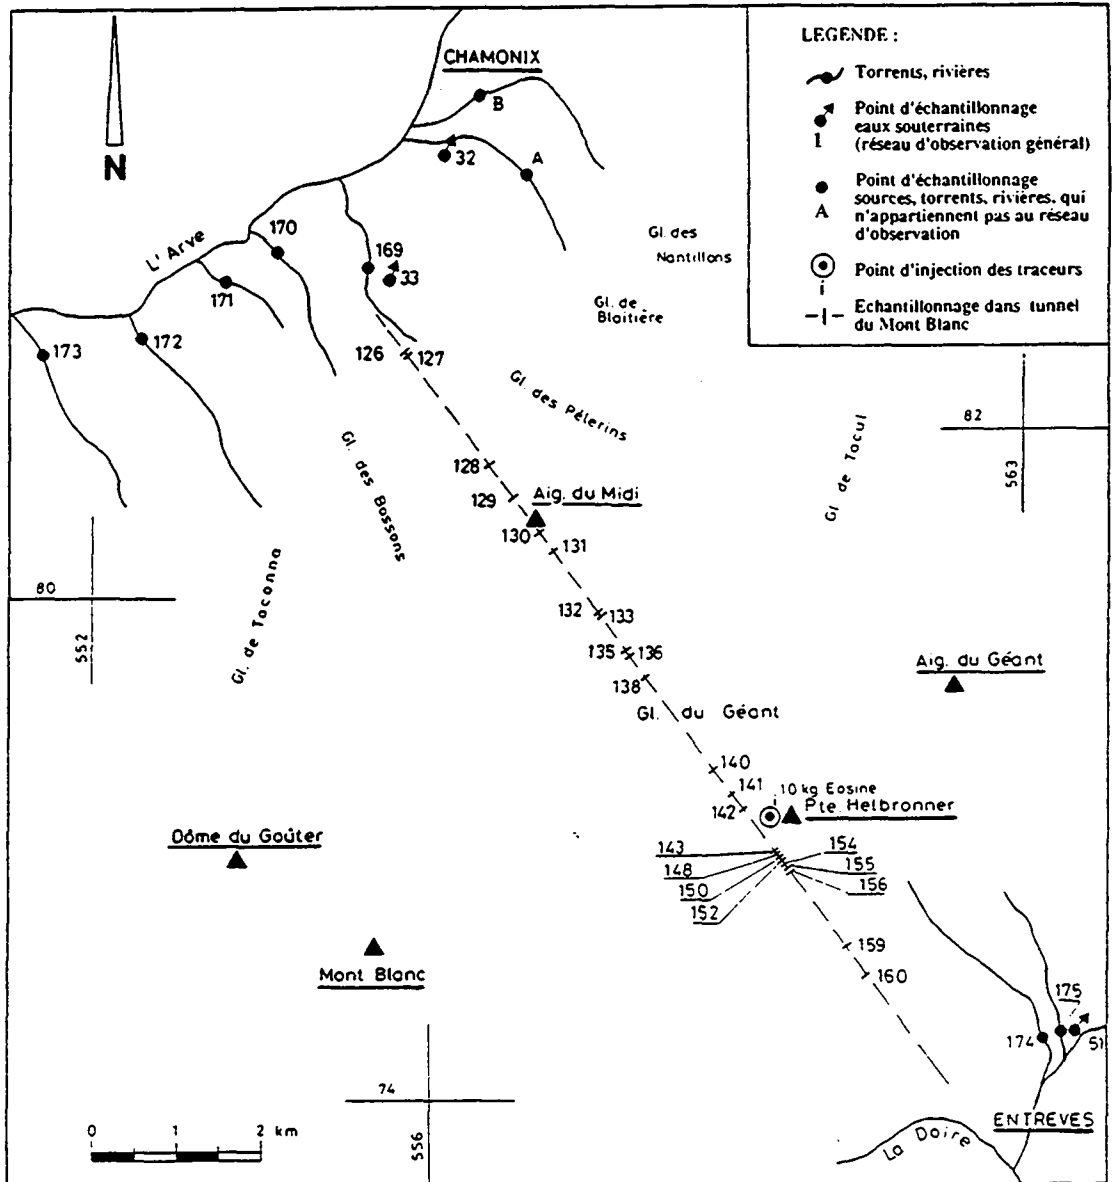 CHAMONIX
B
32
A
N
L'Arve
170
169
33
171
172
173
126
127
Gl. des
Nantillons
Gl. de
Blaitière
Gl. des Pélerins
Gl. des Bossons
Gl. de Taconna
Gl. de Tacul
82
563
128
129
Aig. du Midi
130
131
80
552
132
133
135
136
138
Aig. du Géant
Gl. du Géant
140
141
142
10 kg Eosine
Pte. Helbronner
Dôme du Goûter
143
148
150
152
154
155
156
Mont Blanc
159
160
175
174
51
74
556
ENTREVES
La Doire
0 1 2 km
LEGENDE :
Torrents, rivières
Point d'échantillonnage
eaux souterraines
1 (réseau d'observation général)
Point d'échantillonnage
sources, torrents, rivières, qui
A n'appartiennent pas au réseau
d'observation
Point d'injection des traceurs
Echantillonnage dans tunnel
du Mont Blanc